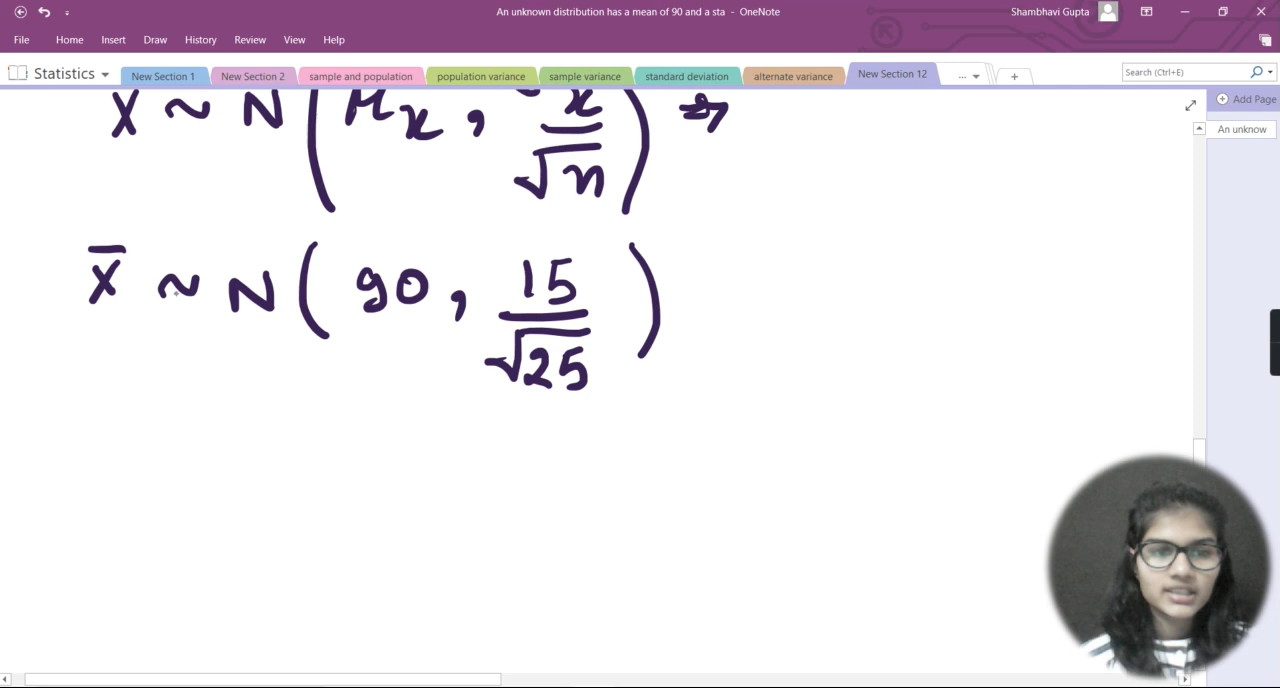 An unknown distribution has a mean of 90 and a sta - OneNote
Shambhavi Gupta
File Home Insert Draw History Review View Help
Statistics
New Section 1 New Section 2 sample and population population variance sample variance standard deviation alternate variance New Section 12 ... +
Search (Ctrl+E)
Add Page
An unknow
X ~ N ( μx , x / √n ) ⇒
X̄ ~ N ( 90 , 15 / √25 )